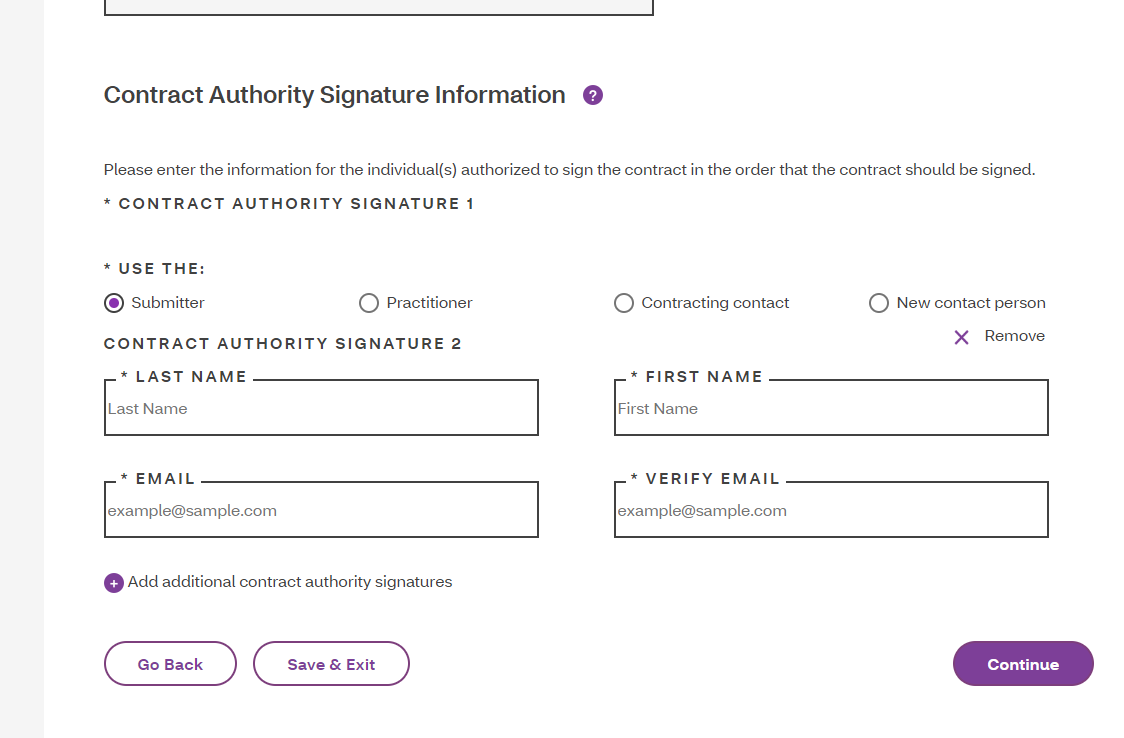 Contract Authority Signature Information ?
Please enter the information for the individual(s) authorized to sign the contract in the order that the contract should be signed.
* CONTRACT AUTHORITY SIGNATURE 1
* USE THE:
Submitter Practitioner Contracting contact New contact person
Remove
CONTRACT AUTHORITY SIGNATURE 2
* LAST NAME * FIRST NAME
Last Name First Name
* EMAIL * VERIFY EMAIL
example@sample.com example@sample.com
+ Add additional contract authority signatures
Go Back Save & Exit Continue